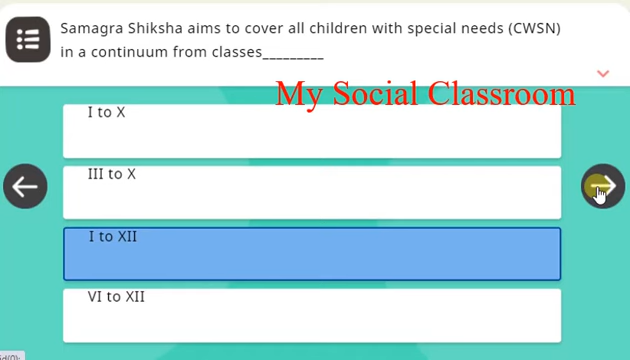 Samagra Shiksha aims to cover all children with special needs (CWSN)
in a continuum from classes_________
My Social Classroom
I to X
III to X
I to XII
VI to XII